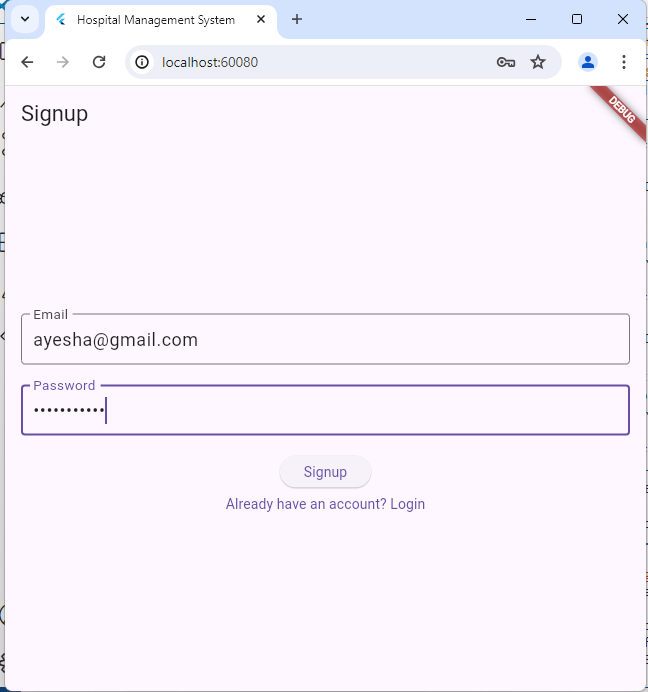 Hospital Management System
localhost:60080
Signup
DEBUG
Email
ayesha@gmail.com
Password
•••••••••••
Signup
Already have an account? Login